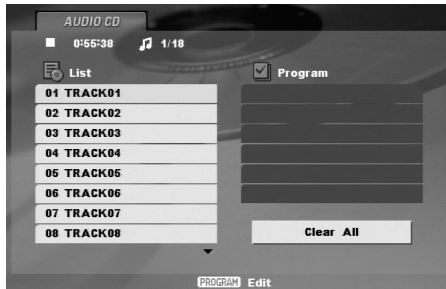 AUDIO CD
0:55:38 1/18
List
Program
01 TRACK01
02 TRACK02
03 TRACK03
04 TRACK04
05 TRACK05
06 TRACK06
07 TRACK07
08 TRACK08
Clear All
PROGRAM Edit